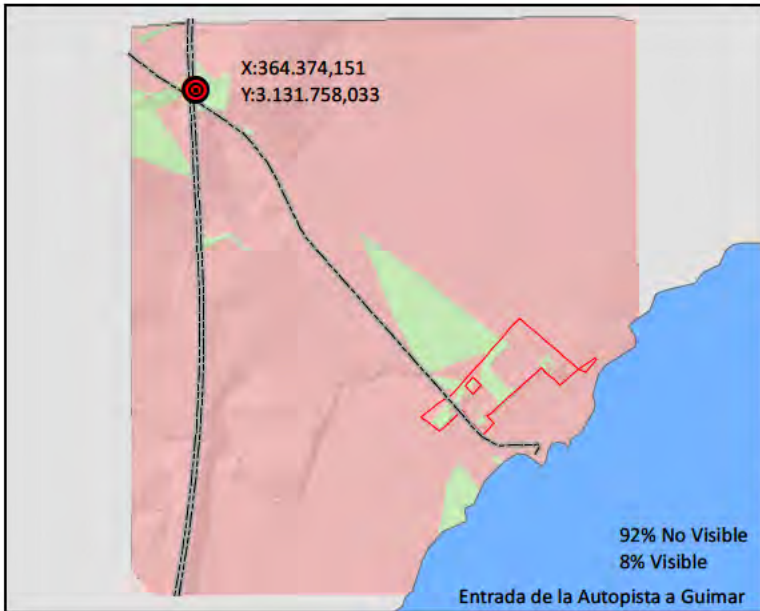 X:364.374,151
Y:3.131.758,033
92% No Visible
8% Visible
Entrada de la Autopista a Guimar